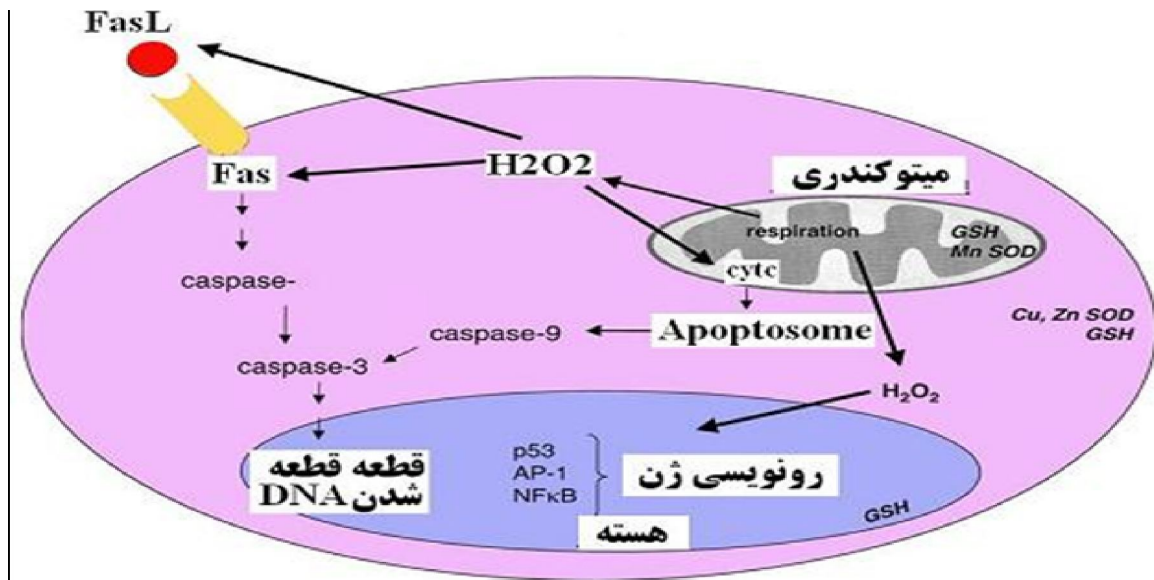 FasL
Fas
H2O2
میتوکندری
respiration
GSH
Mn SOD
cytc
caspase-
Apoptosome
caspase-9
Cu, Zn SOD
GSH
caspase-3
H₂O₂
قطعه قطعه
شدن DNA
p53
AP-1
NFκB
رونویسی ژن
هسته
GSH